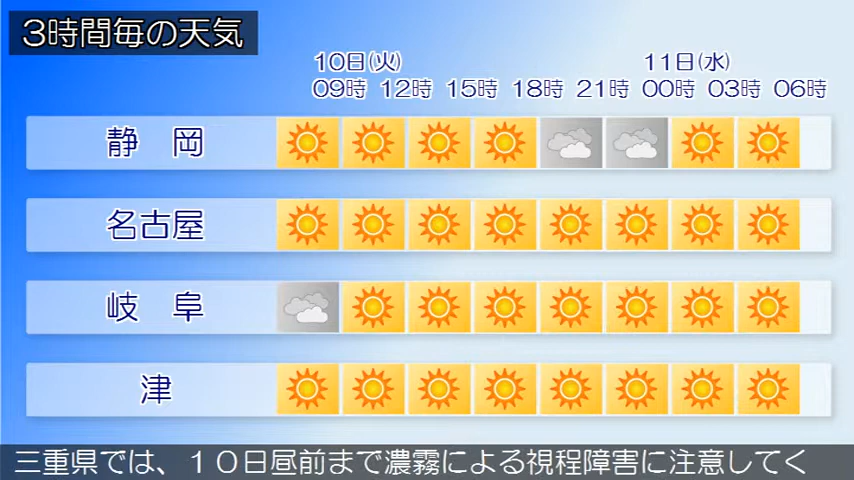 3時間毎の天気
10日(火) 11日(水)
09時 12時 15時 18時 21時 00時 03時 06時
静 岡
名古屋
岐 阜
津
三重県では、１０日昼前まで濃霧による視程障害に注意してく